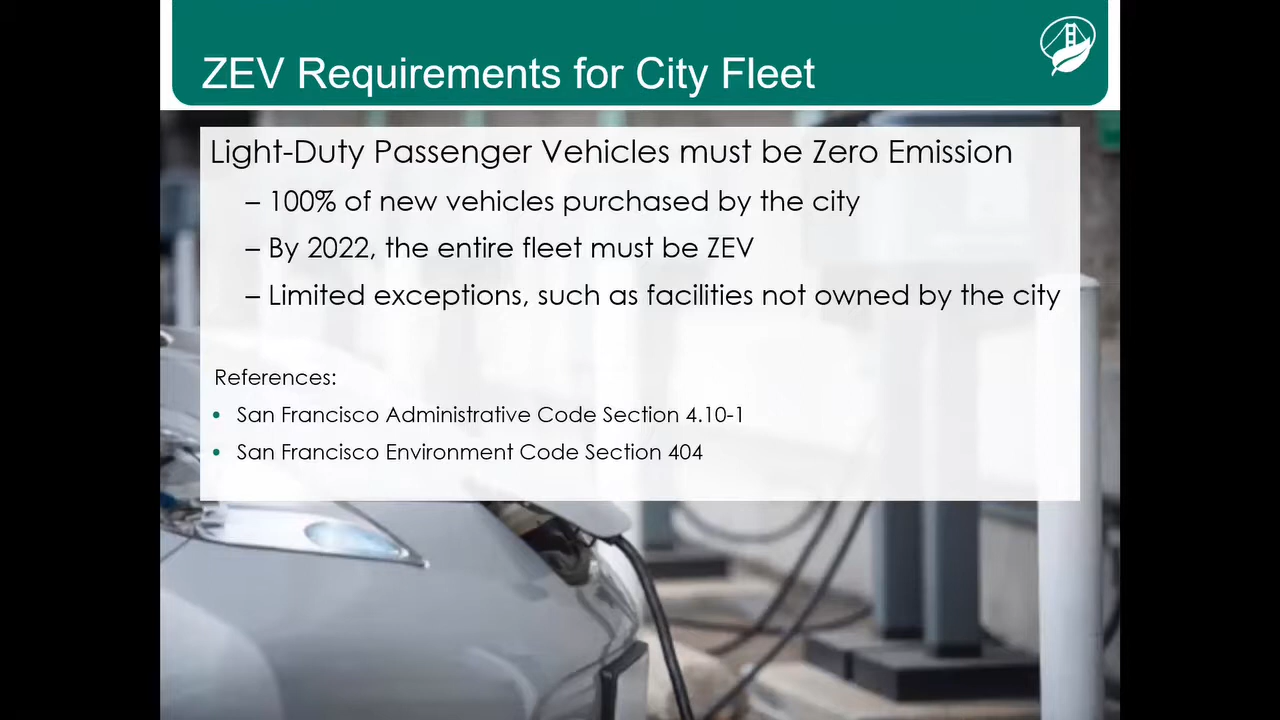 ZEV Requirements for City Fleet
Light-Duty Passenger Vehicles must be Zero Emission
– 100% of new vehicles purchased by the city
– By 2022, the entire fleet must be ZEV
– Limited exceptions, such as facilities not owned by the city
References:
• San Francisco Administrative Code Section 4.10-1
• San Francisco Environment Code Section 404